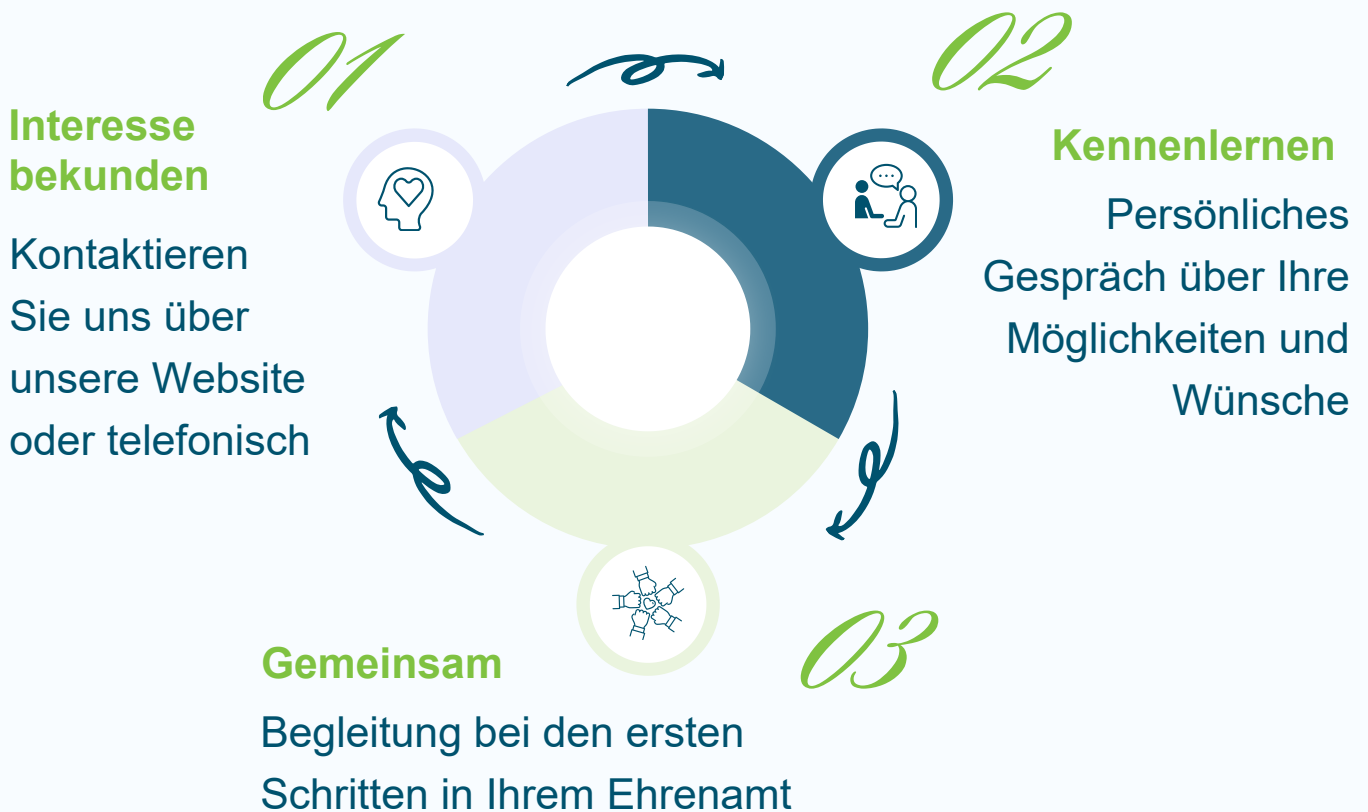 01
Interesse
bekunden
Kontaktieren
Sie uns über
unsere Website
oder telefonisch
02
Kennenlernen
Persönliches
Gespräch über Ihre
Möglichkeiten und
Wünsche
03
Gemeinsam
Begleitung bei den ersten
Schritten in Ihrem Ehrenamt